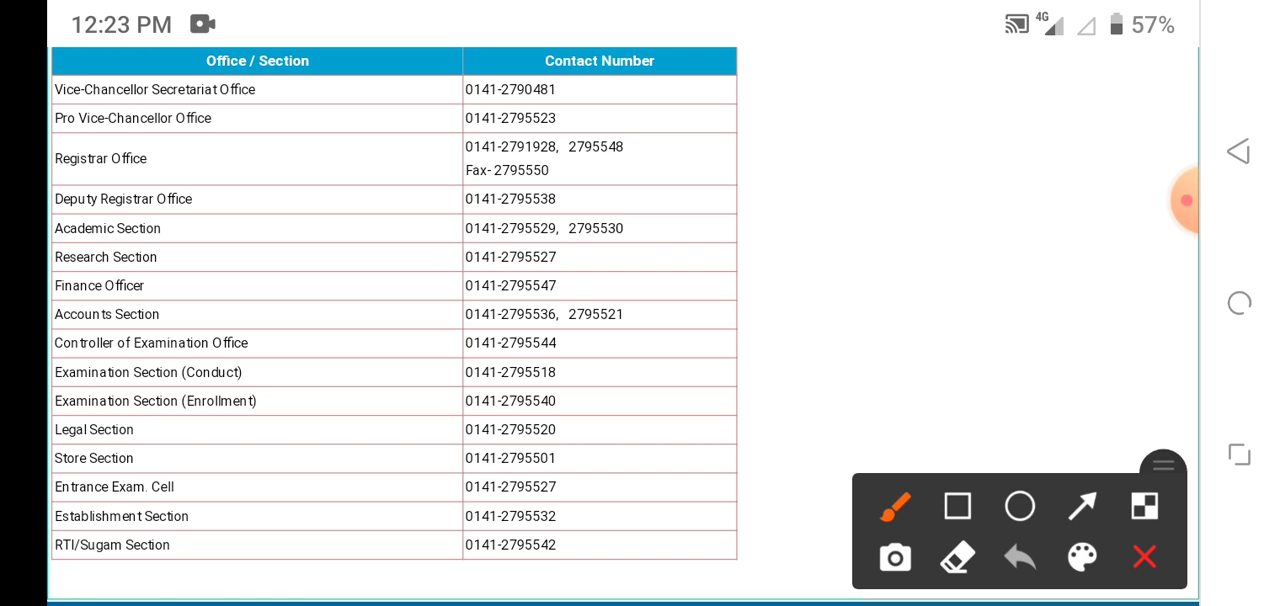 12:23 PM 4G 57%
Office / Section Contact Number
Vice-Chancellor Secretariat Office 0141-2790481
Pro Vice-Chancellor Office 0141-2795523
Registrar Office 0141-2791928, 2795548
Fax- 2795550
Deputy Registrar Office 0141-2795538
Academic Section 0141-2795529, 2795530
Research Section 0141-2795527
Finance Officer 0141-2795547
Accounts Section 0141-2795536, 2795521
Controller of Examination Office 0141-2795544
Examination Section (Conduct) 0141-2795518
Examination Section (Enrollment) 0141-2795540
Legal Section 0141-2795520
Store Section 0141-2795501
Entrance Exam. Cell 0141-2795527
Establishment Section 0141-2795532
RTI/Sugam Section 0141-2795542